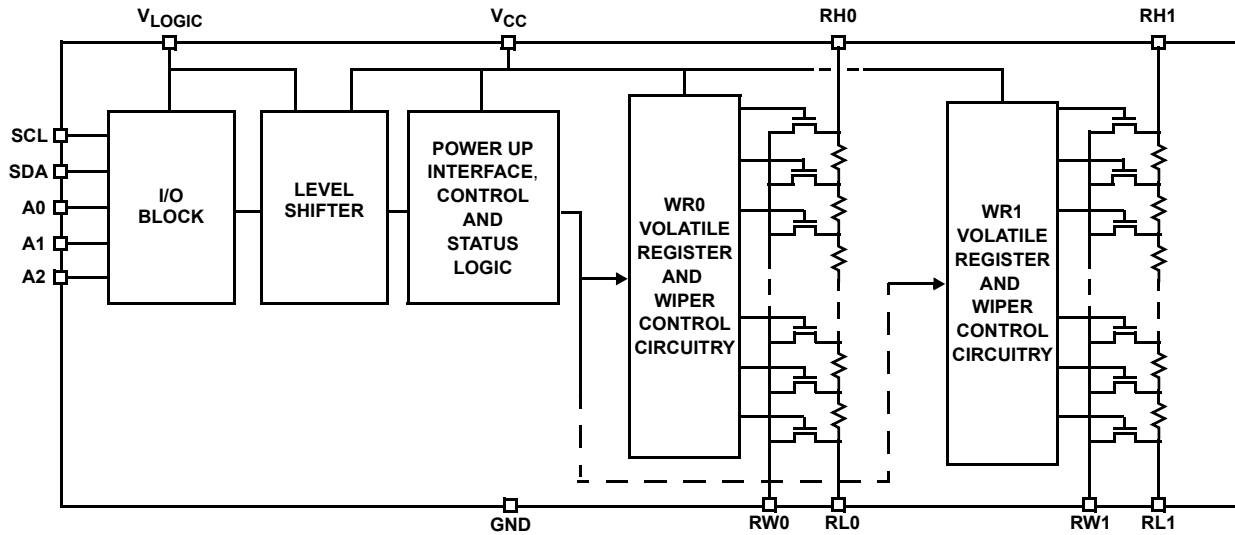 VLOGIC
VCC
RH0
RH1
SCL
SDA
A0
A1
A2
I/O
BLOCK
LEVEL
SHIFTER
POWER UP
INTERFACE,
CONTROL
AND
STATUS
LOGIC
WR0
VOLATILE
REGISTER
AND
WIPER
CONTROL
CIRCUITRY
WR1
VOLATILE
REGISTER
AND
WIPER
CONTROL
CIRCUITRY
GND
RW0
RL0
RW1
RL1